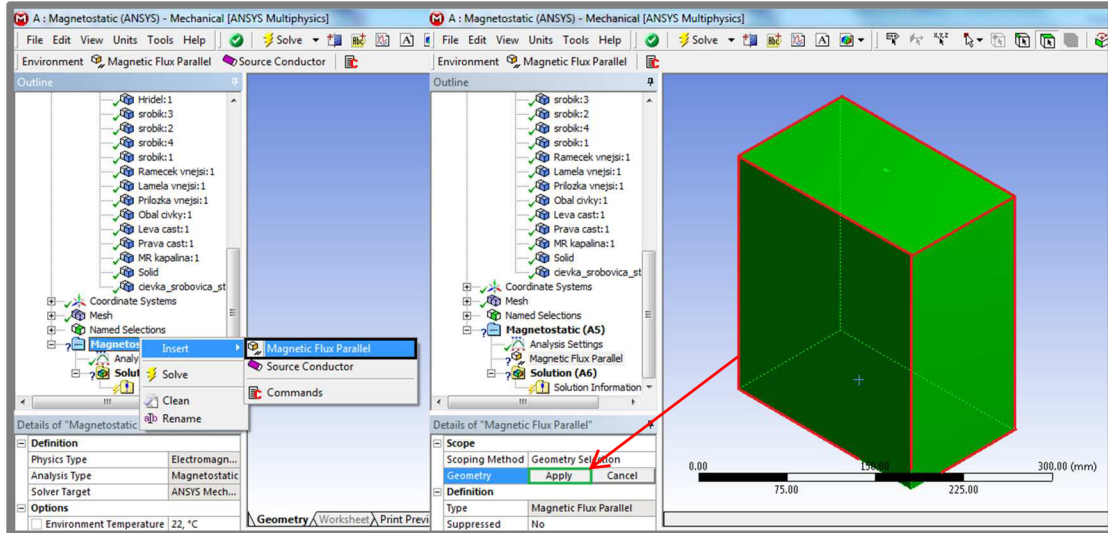 A : Magnetostatic (ANSYS) - Mechanical [ANSYS Multiphysics]
File Edit View Units Tools Help Solve
Environment Magnetic Flux Parallel Source Conductor
Outline
Hridel:1
srobik:3
srobik:2
srobik:4
srobik:1
Ramecek vnejsi:1
Lamela vnejsi:1
Prilozka vnejsi:1
Obal civky:1
Leva cast:1
Prava cast:1
MR kapalina:1
Solid
cievka_srobovica_st
Coordinate Systems
Mesh
Named Selections
Magnetos
Analy
Solut
Insert
Solve
Clean
Rename
Magnetic Flux Parallel
Source Conductor
Commands
Details of "Magnetostatic
Definition
Physics Type Electromagn...
Analysis Type Magnetostatic
Solver Target ANSYS Mech...
Options
Environment Temperature 22, °C
Geometry Worksheet Print Previ
A : Magnetostatic (ANSYS) - Mechanical [ANSYS Multiphysics]
File Edit View Units Tools Help Solve
Environment Magnetic Flux Parallel
Outline
srobik:3
srobik:2
srobik:4
srobik:1
Ramecek vnejsi:1
Lamela vnejsi:1
Prilozka vnejsi:1
Obal civky:1
Leva cast:1
Prava cast:1
MR kapalina:1
Solid
cievka_srobovica_st
Coordinate Systems
Mesh
Named Selections
Magnetostatic (A5)
Analysis Settings
Magnetic Flux Parallel
Solution (A6)
Solution Information
Details of "Magnetic Flux Parallel"
Scope
Scoping Method Geometry Selection
Geometry Apply Cancel
Definition
Type Magnetic Flux Parallel
Suppressed No
0.00 150.00 300.00 (mm)
75.00 225.00